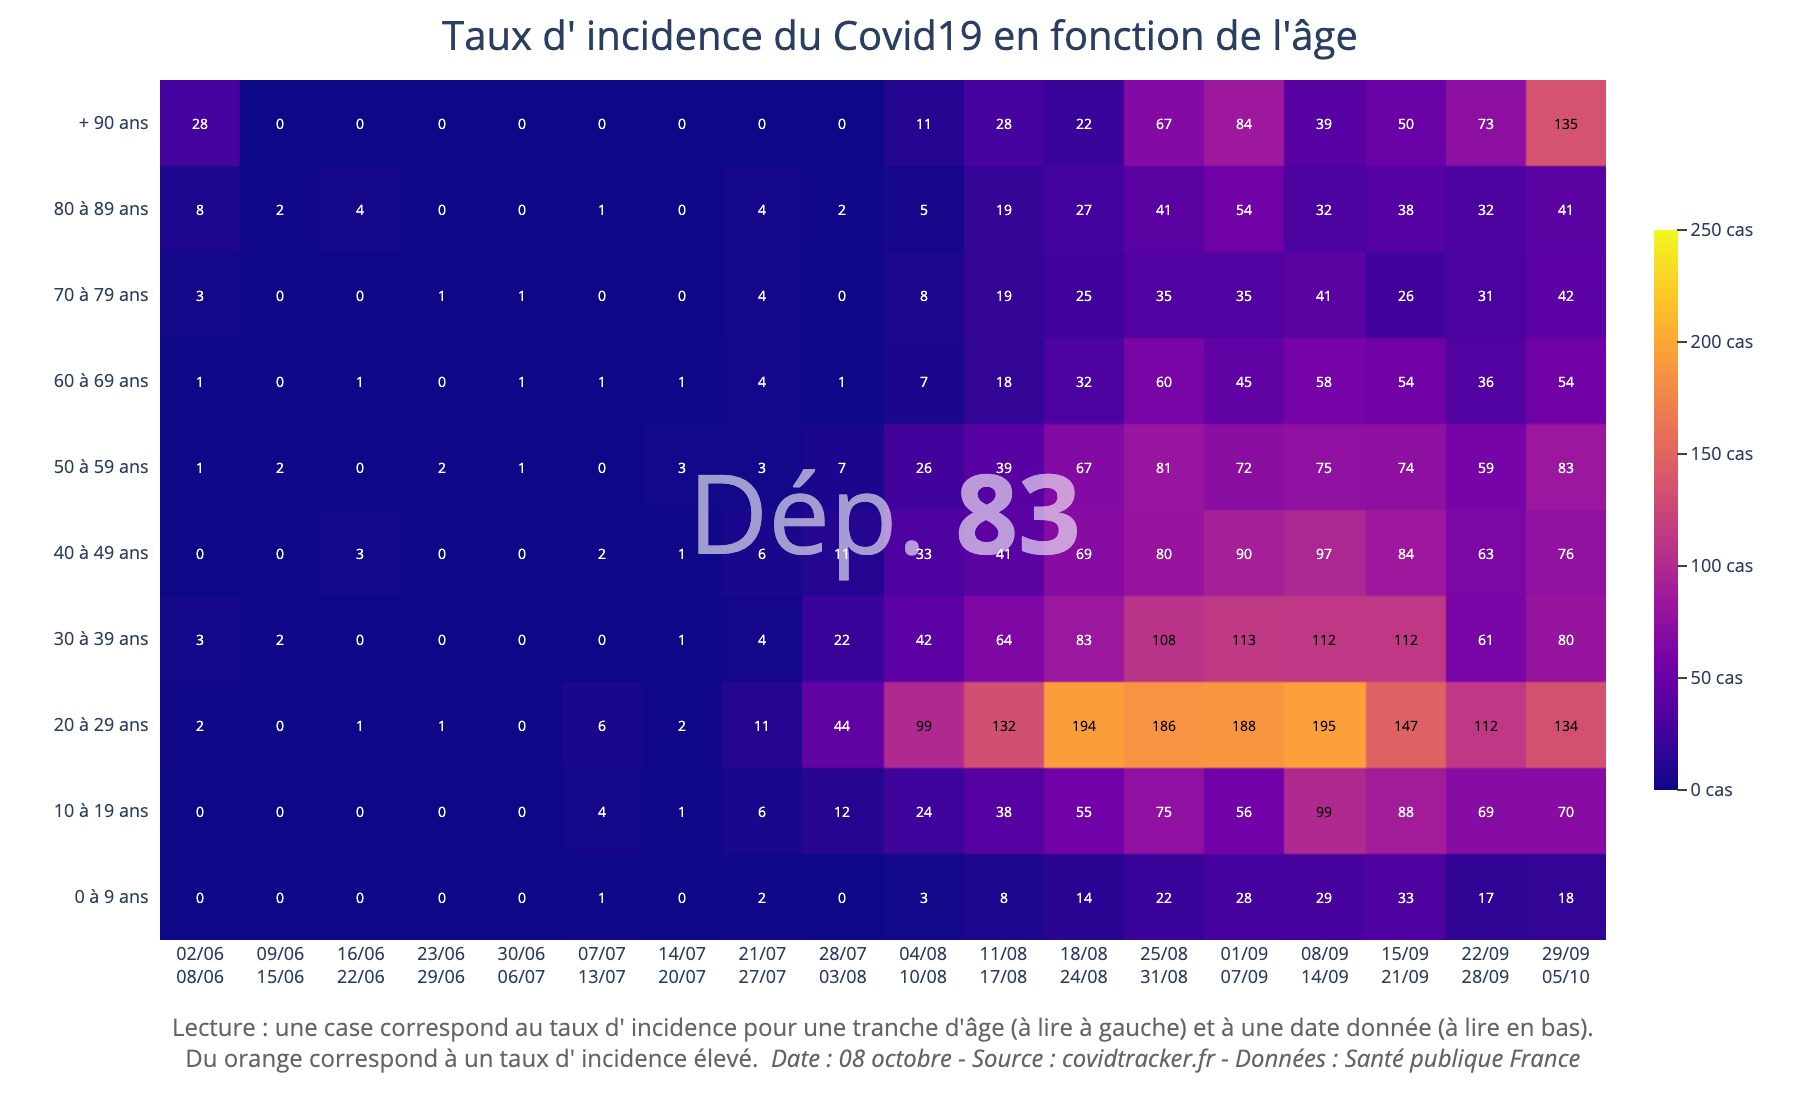 Taux d' incidence du Covid19 en fonction de l'âge
+ 90 ans 28 0 0 0 0 0 0 0 0 11 28 22 67 84 39 50 73 135
80 à 89 ans 8 2 4 0 0 1 0 4 2 5 19 27 41 54 32 38 32 41
70 à 79 ans 3 0 0 1 1 0 0 4 0 8 19 25 35 35 41 26 31 42
60 à 69 ans 1 0 1 0 1 1 1 4 1 7 18 32 60 45 58 54 36 54
50 à 59 ans 1 2 0 2 1 0 3 3 7 26 39 67 81 72 75 74 59 83
Dép. 83
40 à 49 ans 0 0 3 0 0 2 1 6 11 33 41 69 80 90 97 84 63 76
30 à 39 ans 3 2 0 0 0 0 1 4 22 42 64 83 108 113 112 112 61 80
20 à 29 ans 2 0 1 1 0 6 2 11 44 99 132 194 186 188 195 147 112 134
10 à 19 ans 0 0 0 0 0 4 1 6 12 24 38 55 75 56 99 88 69 70
0 à 9 ans 0 0 0 0 0 1 0 2 0 3 8 14 22 28 29 33 17 18
02/06 09/06 16/06 23/06 30/06 07/07 14/07 21/07 28/07 04/08 11/08 18/08 25/08 01/09 08/09 15/09 22/09 29/09
08/06 15/06 22/06 29/06 06/07 13/07 20/07 27/07 03/08 10/08 17/08 24/08 31/08 07/09 14/09 21/09 28/09 05/10
250 cas
200 cas
150 cas
100 cas
50 cas
0 cas
Lecture : une case correspond au taux d' incidence pour une tranche d'âge (à lire à gauche) et à une date donnée (à lire en bas).
Du orange correspond à un taux d' incidence élevé. Date : 08 octobre - Source : covidtracker.fr - Données : Santé publique France